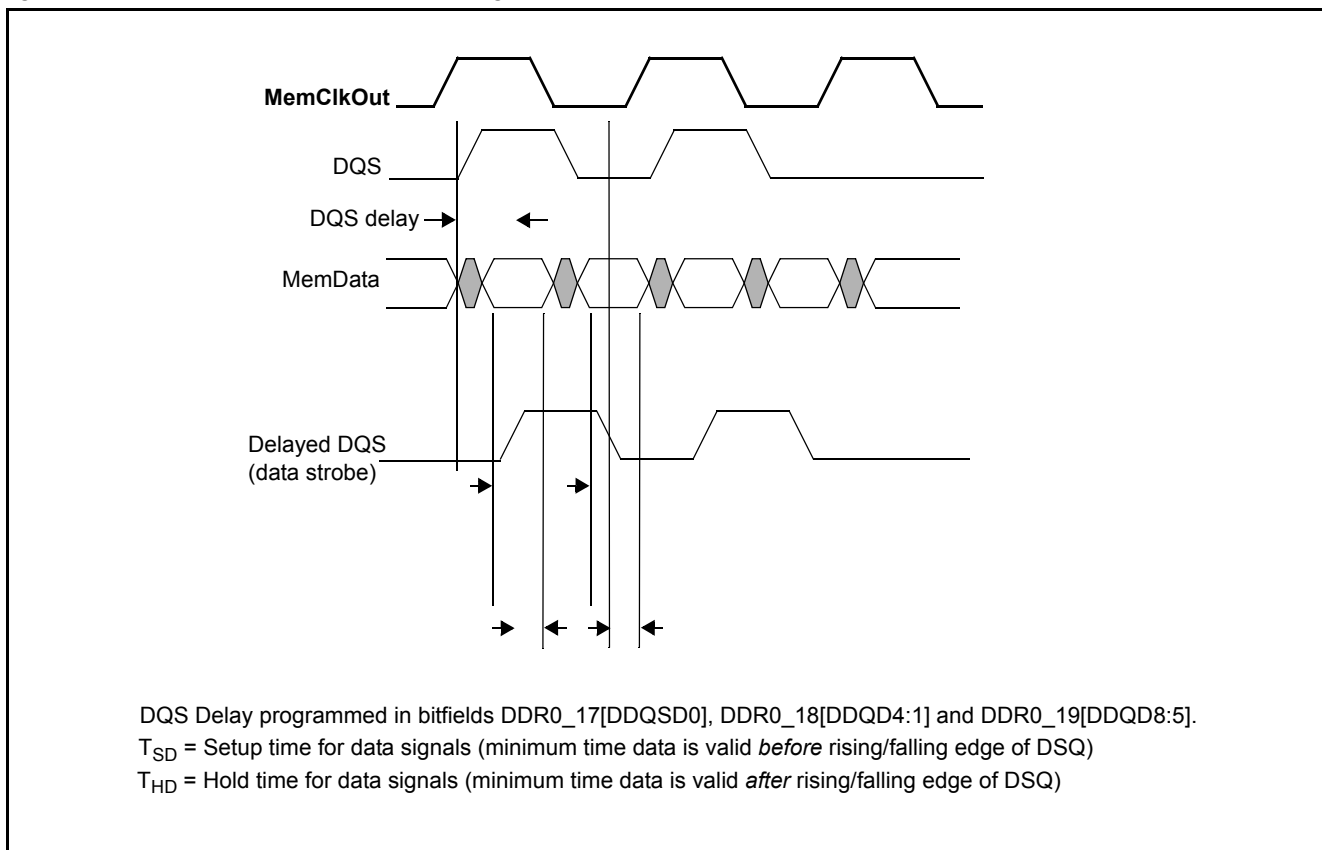 MemClkOut
DQS
DQS delay
MemData
Delayed DQS
(data strobe)
DQS Delay programmed in bitfields DDR0_17[DDQSD0], DDR0_18[DDQD4:1] and DDR0_19[DDQD8:5].
TSD = Setup time for data signals (minimum time data is valid before rising/falling edge of DSQ)
THD = Hold time for data signals (minimum time data is valid after rising/falling edge of DSQ)